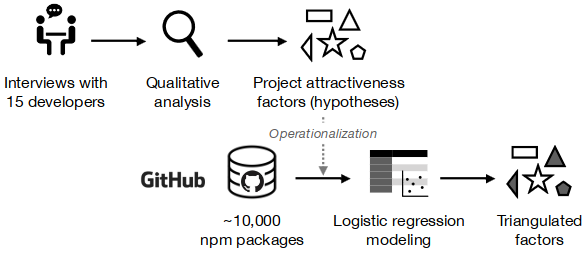 Interviews with
15 developers
Qualitative
analysis
Project attractiveness
factors (hypotheses)
Operationalization
GitHub
~10,000
npm packages
Logistic regression
modeling
Triangulated
factors